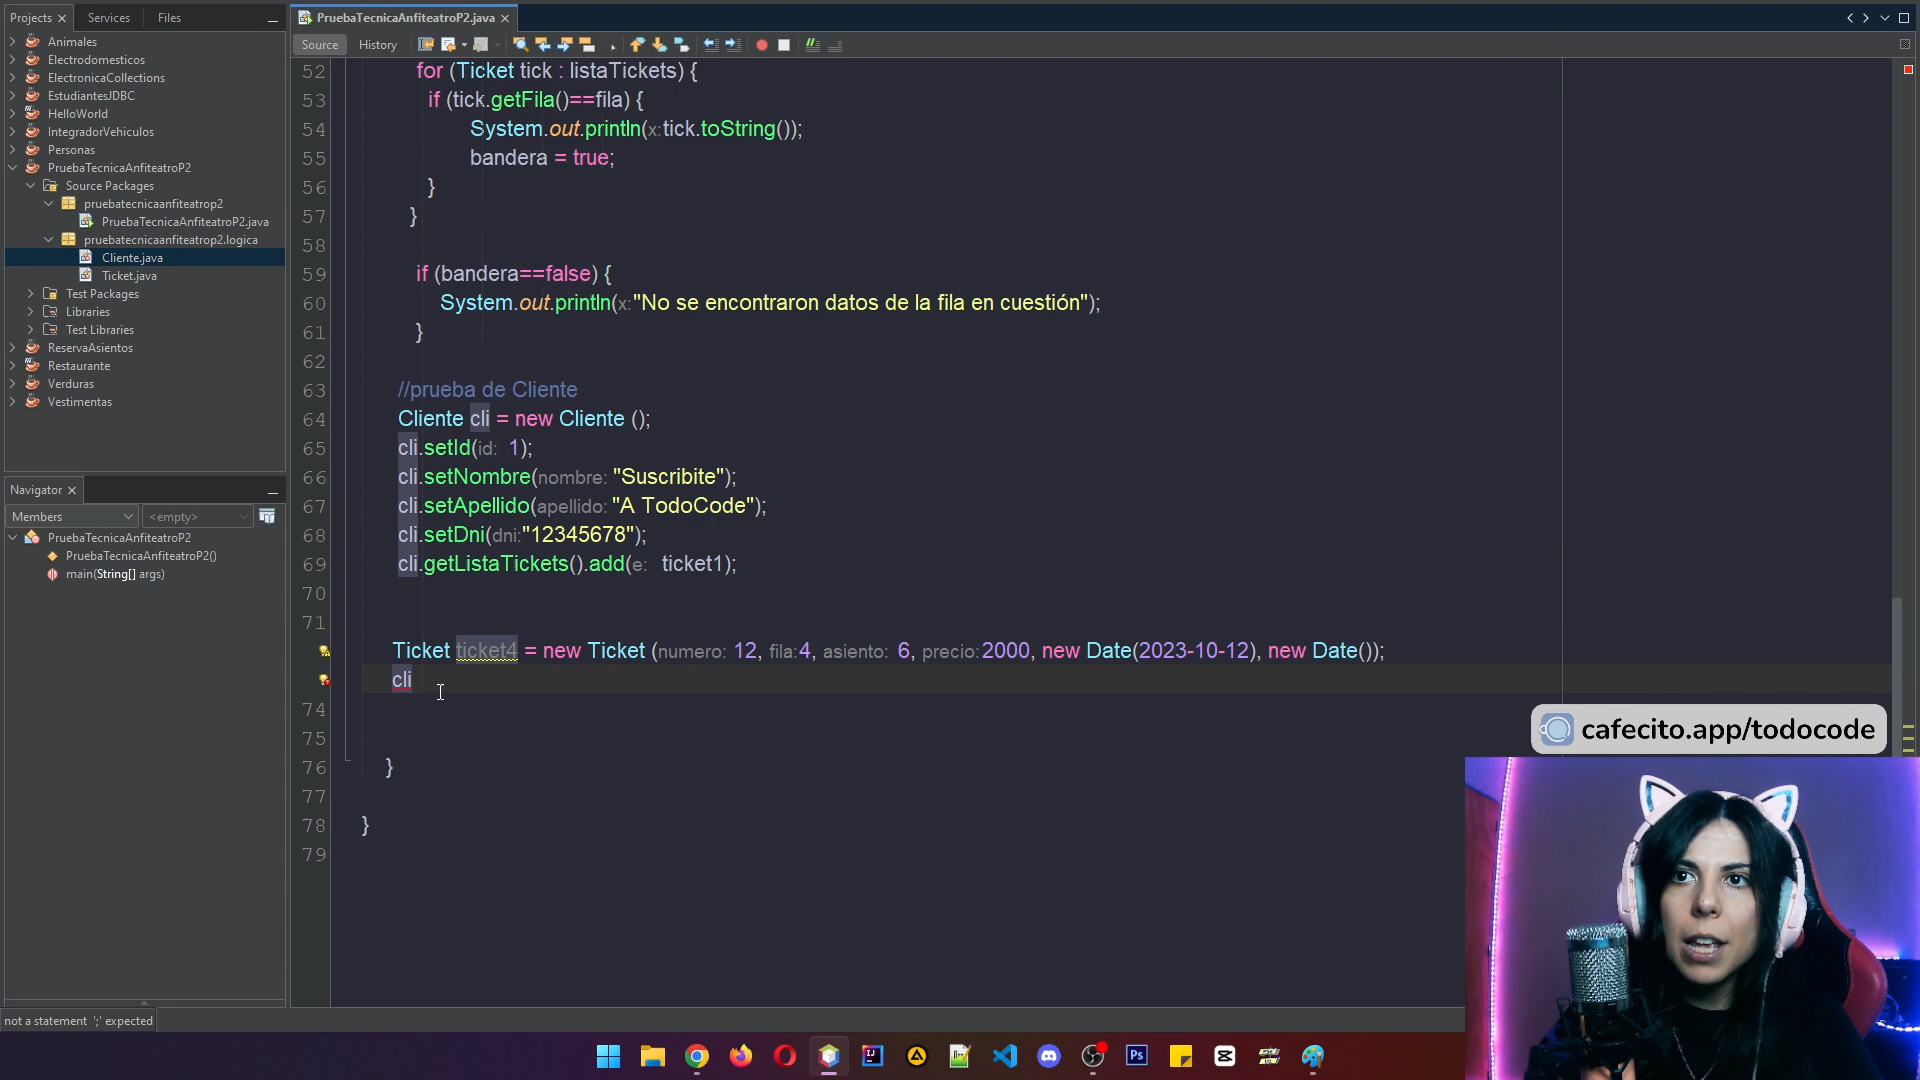 Projects
Services
Files
PruebaTecnicaAnfiteatroP2.java
Animales
Electrodomesticos
ElectronicaCollections
EstudiantesJDBC
HelloWorld
IntegradorVehiculos
Personas
PruebaTecnicaAnfiteatroP2
Source Packages
pruebatecnicaanfiteatrop2
PruebaTecnicaAnfiteatroP2.java
pruebatecnicaanfiteatrop2.logica
Cliente.java
Ticket.java
Test Packages
Libraries
Test Libraries
ReservaAsientos
Restaurante
Verduras
Vestimentas
Navigator
Members
<empty>
PruebaTecnicaAnfiteatroP2
PruebaTecnicaAnfiteatroP2()
main(String[] args)
not a statement ';' expected
Source
History
52 for (Ticket tick : listaTickets) {
53 if (tick.getFila()==fila) {
54 System.out.println(x:tick.toString());
55 bandera = true;
56 }
57 }
58
59 if (bandera==false) {
60 System.out.println(x:"No se encontraron datos de la fila en cuestión");
61 }
62
63 //prueba de Cliente
64 Cliente cli = new Cliente ();
65 cli.setId(id: 1);
66 cli.setNombre(nombre: "Suscribite");
67 cli.setApellido(apellido: "A TodoCode");
68 cli.setDni(dni:"12345678");
69 cli.getListaTickets().add(e: ticket1);
70
71
Ticket ticket4 = new Ticket (numero: 12, fila:4, asiento: 6, precio:2000, new Date(2023-10-12), new Date());
cli
74
75
76 }
77
78 }
79
cafecito.app/todocode
Ps